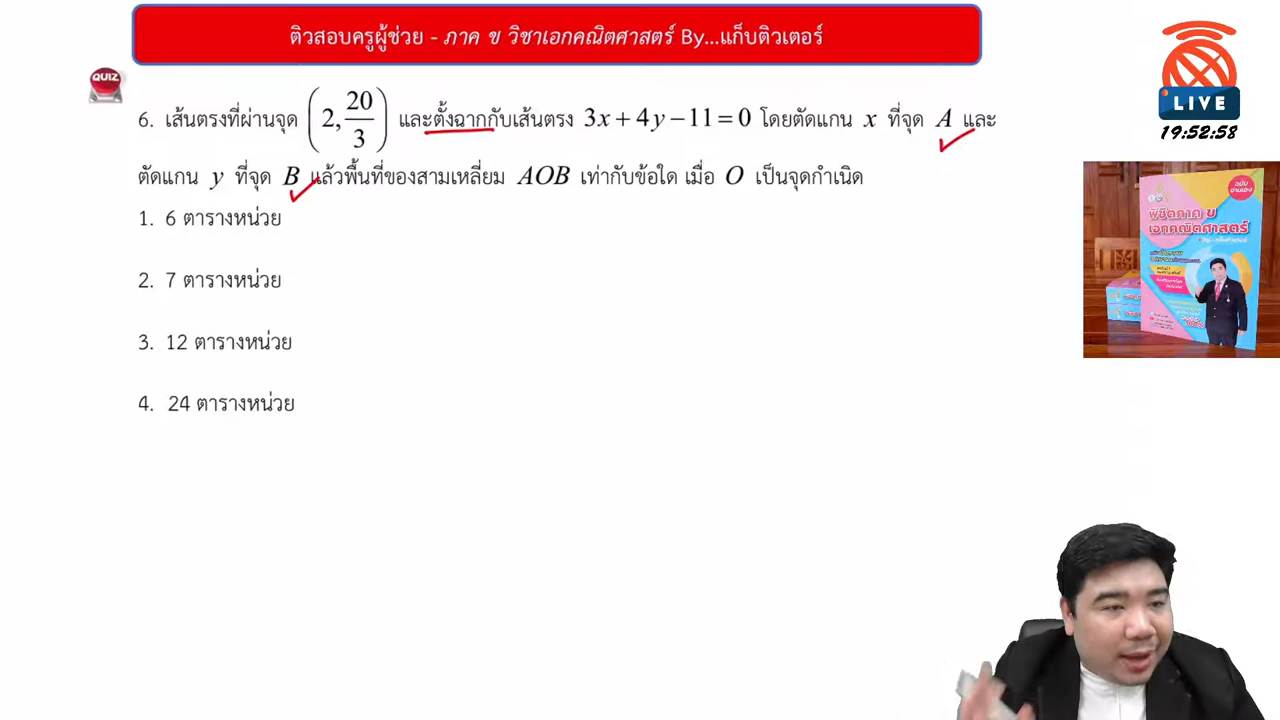 ติวสอบครูผู้ช่วย - ภาค ข วิชาเอกคณิตศาสตร์ By...แก็บติวเตอร์
QUIZ
6. เส้นตรงที่ผ่านจุด (2, 20/3) และตั้งฉากกับเส้นตรง 3x + 4y − 11 = 0 โดยตัดแกน x ที่จุด A และ
ตัดแกน y ที่จุด B แล้วพื้นที่ของสามเหลี่ยม AOB เท่ากับข้อใด เมื่อ O เป็นจุดกำเนิด
1. 6 ตารางหน่วย
2. 7 ตารางหน่วย
3. 12 ตารางหน่วย
4. 24 ตารางหน่วย
LIVE
19:52:58
พิชิตภาค ข
เอกคณิตศาสตร์